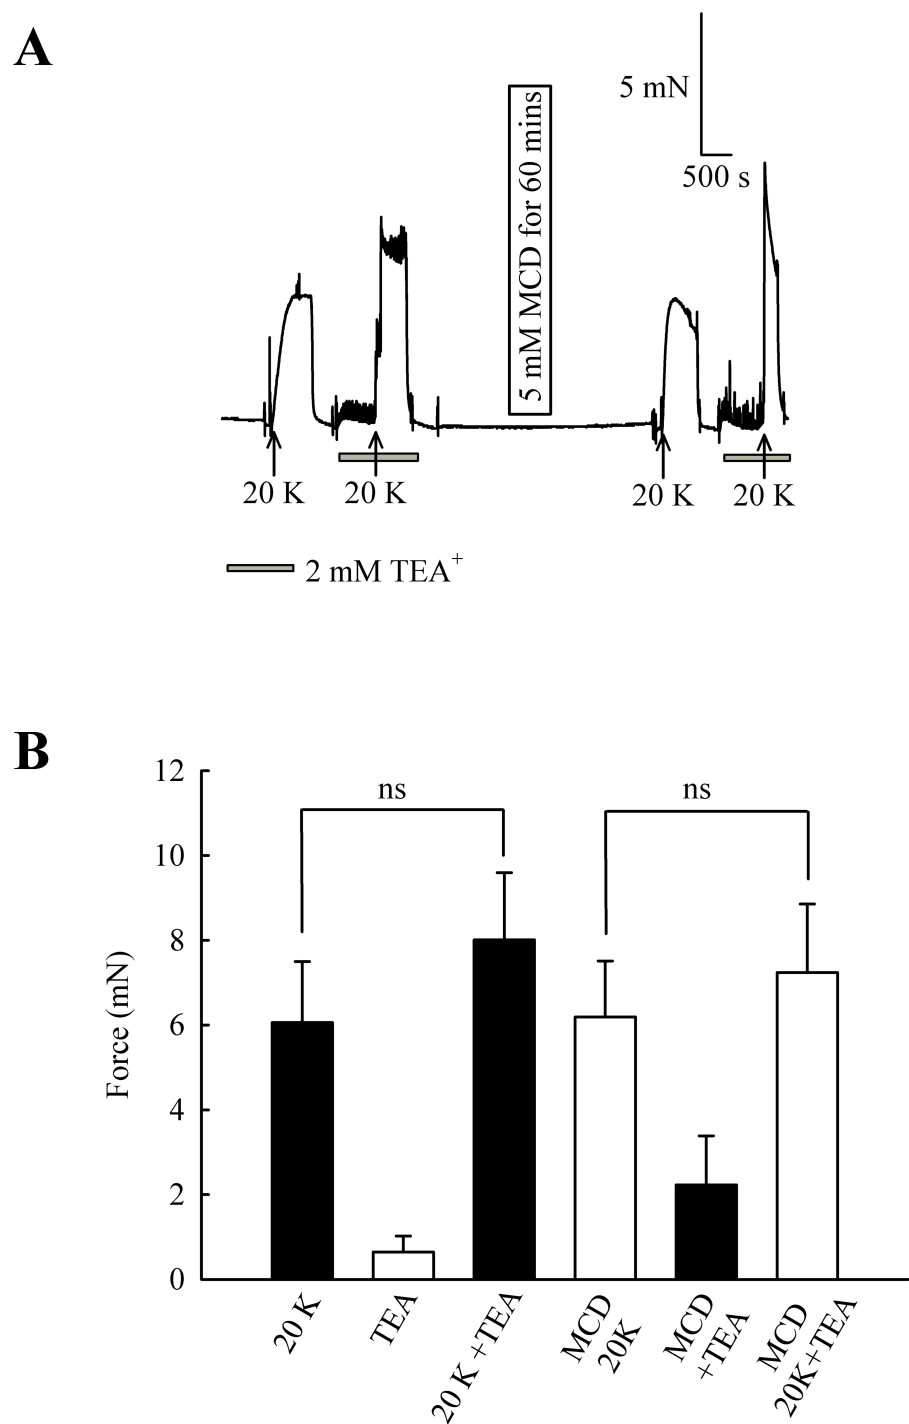 A
5 mN
500 s
5 mM MCD for 60 mins
20 K
20 K
20 K
20 K
2 mM TEA⁺
B
12
10
8
6
4
2
0
Force (mN)
ns
ns
20 K
TEA
20 K +TEA
MCD
20K
MCD
+TEA
MCD
20K+TEA